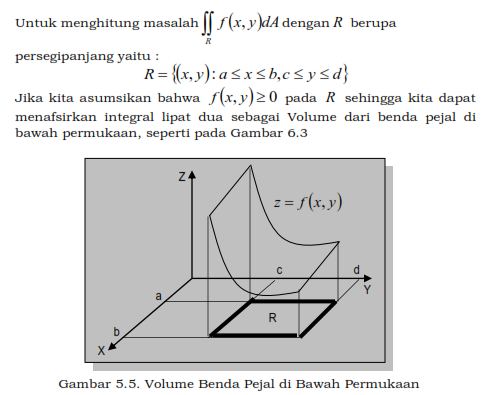 Untuk menghitung masalah ∬_R f(x, y)dA dengan R berupa
persegipanjang yaitu :
R = {(x, y): a ≤ x ≤ b, c ≤ y ≤ d}
Jika kita asumsikan bahwa f(x, y) ≥ 0 pada R sehingga kita dapat
menafsirkan integral lipat dua sebagai Volume dari benda pejal di
bawah permukaan, seperti pada Gambar 6.3
Z
z = f(x, y)
c
d
Y
a
R
b
X
Gambar 5.5. Volume Benda Pejal di Bawah Permukaan